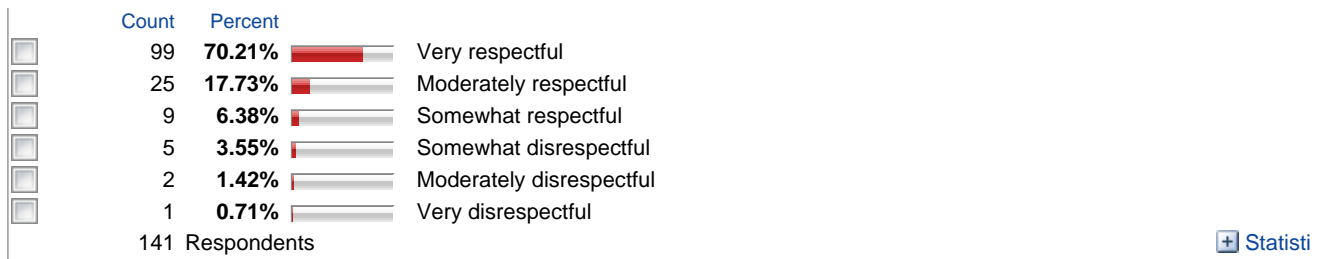 Count Percent
99 70.21% Very respectful
25 17.73% Moderately respectful
9 6.38% Somewhat respectful
5 3.55% Somewhat disrespectful
2 1.42% Moderately disrespectful
1 0.71% Very disrespectful
141 Respondents + Statisti